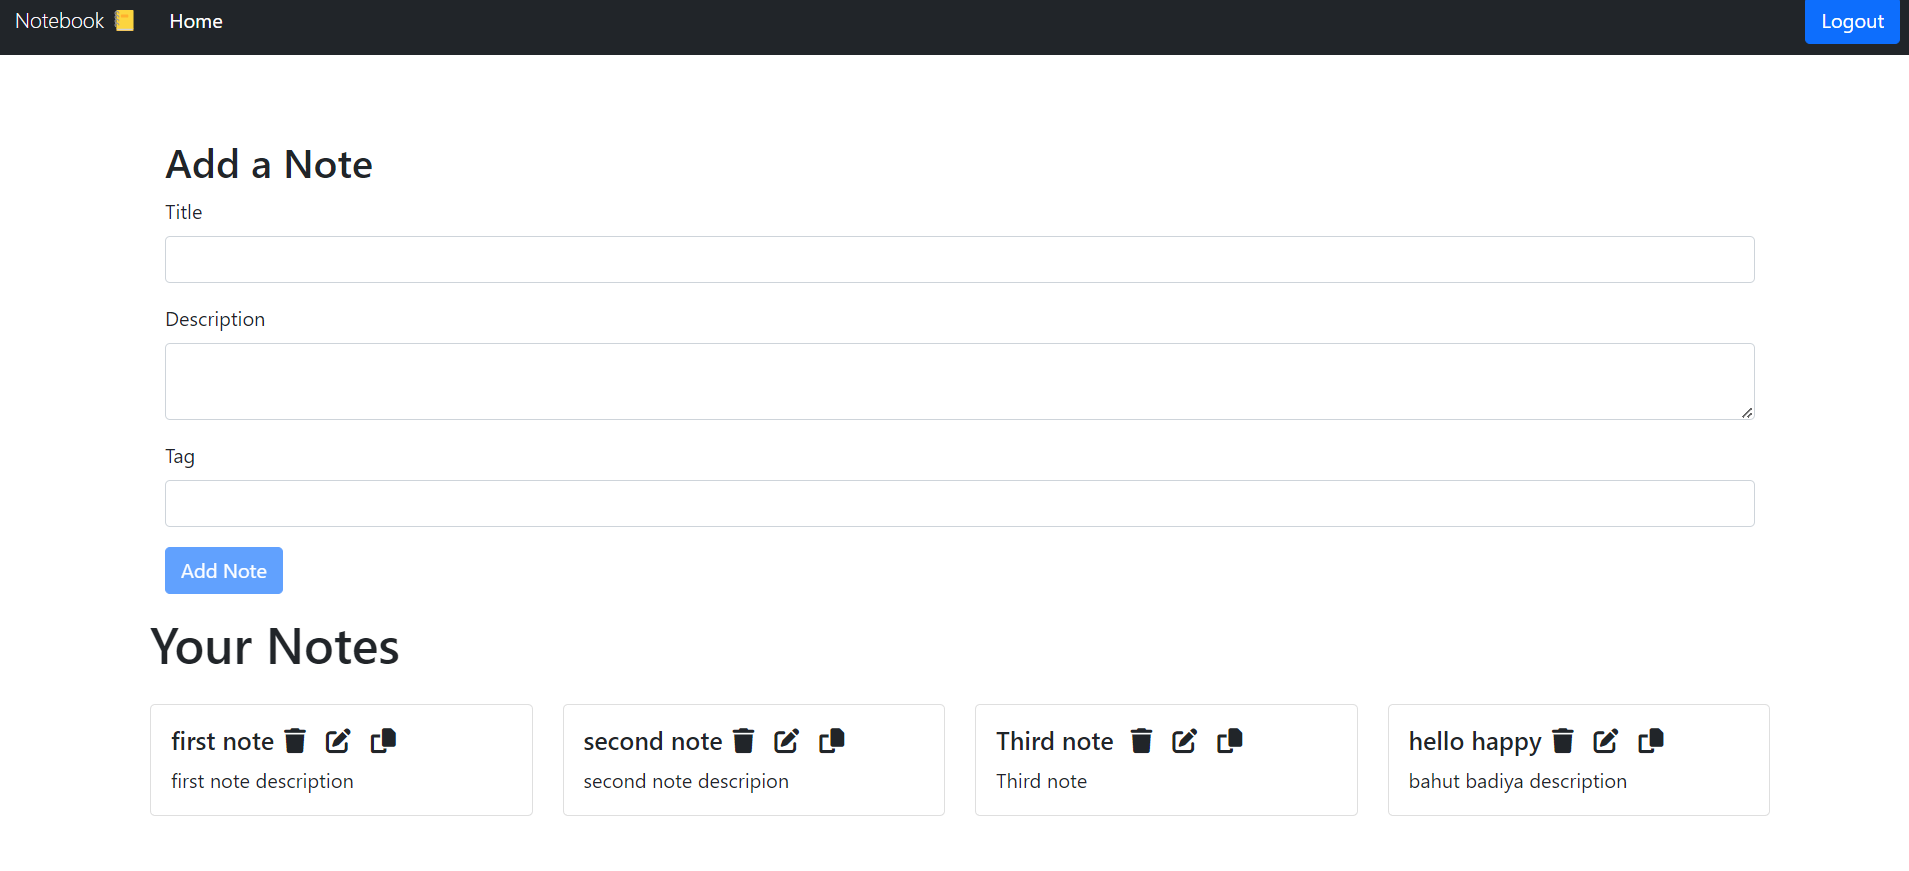 Notebook 📒 Home Logout
Add a Note
Title
Description
Tag
Add Note
Your Notes
first note
first note description
second note
second note descripion
Third note
Third note
hello happy
bahut badiya description